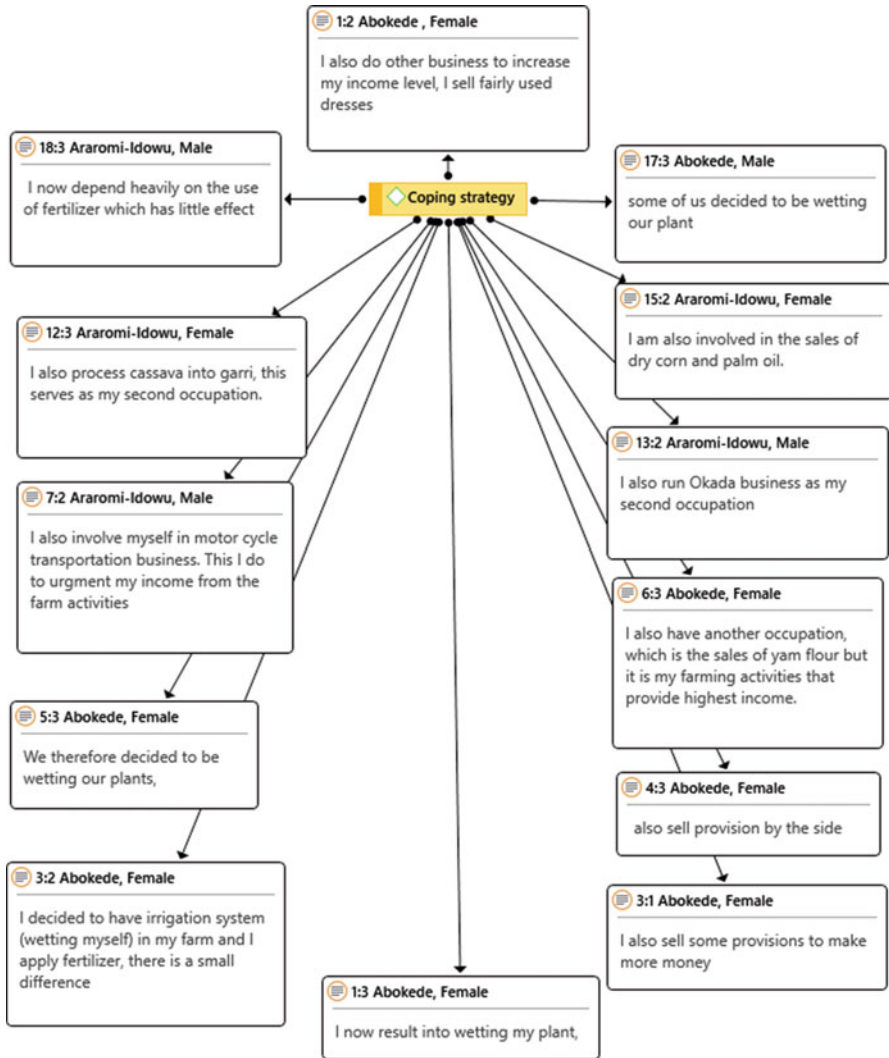 1:2 Abokede , Female
I also do other business to increase
my income level, I sell fairly used
dresses
18:3 Araromi-Idowu, Male
I now depend heavily on the use
of fertilizer which has little effect
Coping strategy
17:3 Abokede, Male
some of us decided to be wetting
our plant
15:2 Araromi-Idowu, Female
I am also involved in the sales of
dry corn and palm oil.
12:3 Araromi-Idowu, Female
I also process cassava into garri, this
serves as my second occupation.
13:2 Araromi-Idowu, Male
I also run Okada business as my
second occupation
7:2 Araromi-Idowu, Male
I also involve myself in motor cycle
transportation business. This I do
to urgment my income from the
farm activities
6:3 Abokede, Female
I also have another occupation,
which is the sales of yam flour but
it is my farming activities that
provide highest income.
5:3 Abokede, Female
We therefore decided to be
wetting our plants,
4:3 Abokede, Female
also sell provision by the side
3:2 Abokede, Female
I decided to have irrigation system
(wetting myself) in my farm and I
apply fertilizer, there is a small
difference
3:1 Abokede, Female
I also sell some provisions to make
more money
1:3 Abokede, Female
I now result into wetting my plant,